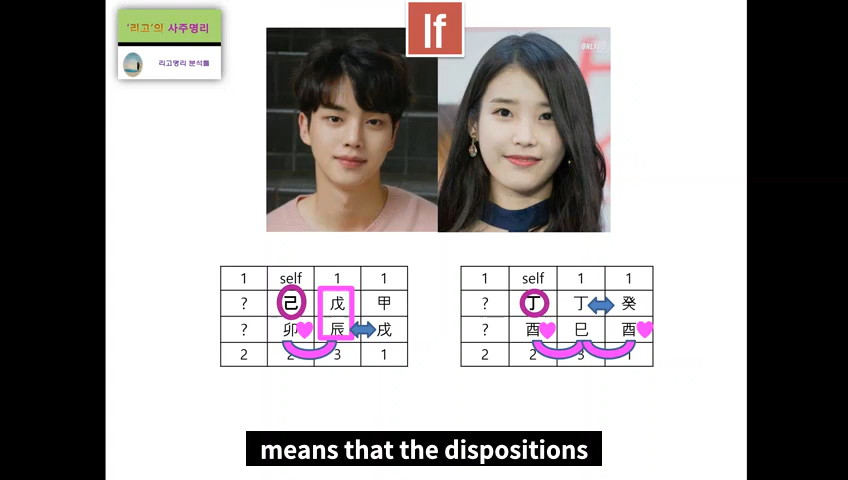 '리고'의 사주명리
리고명리 분석틀
If
1 self 1 1
? 己 戊 甲
? 卯 辰 戌
2 2 3 1
1 self 1 1
? 丁 丁 癸
? 酉 巳 酉
2 2 3 1
means that the dispositions